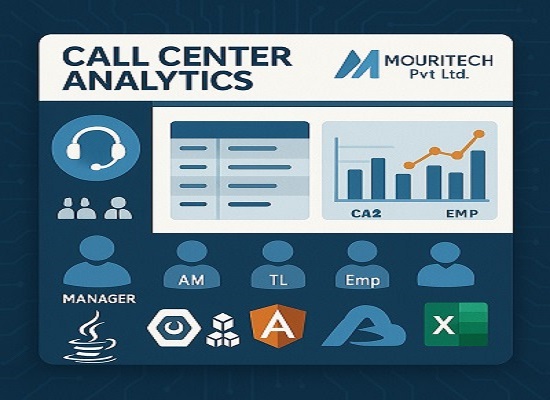 CALL CENTER
ANALYTICS
MOURITECH
Pvt Ltd.
CA2
EMP
AM
TL
Emp
MANAGER
A
X